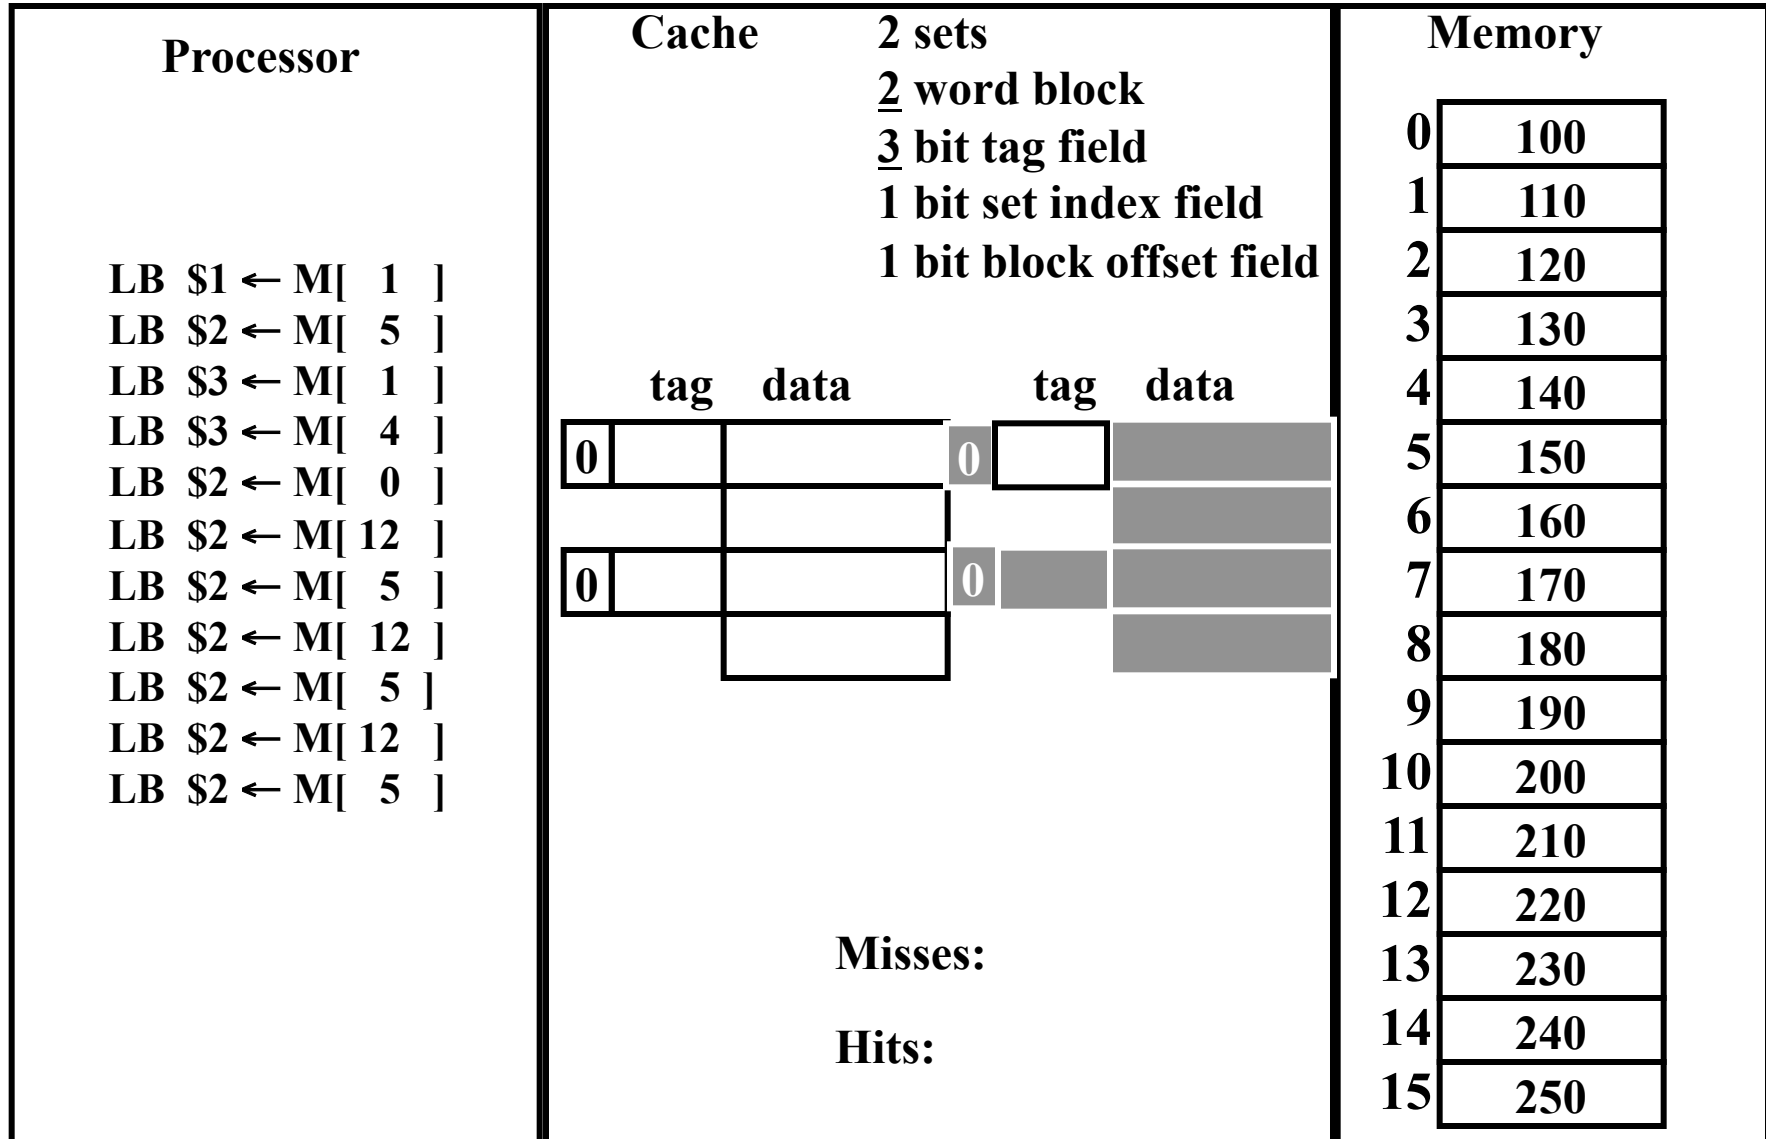 Processor
LB $1 ← M[ 1 ]
LB $2 ← M[ 5 ]
LB $3 ← M[ 1 ]
LB $3 ← M[ 4 ]
LB $2 ← M[ 0 ]
LB $2 ← M[ 12 ]
LB $2 ← M[ 5 ]
LB $2 ← M[ 12 ]
LB $2 ← M[ 5 ]
LB $2 ← M[ 12 ]
LB $2 ← M[ 5 ]
Cache
2 sets
2 word block
3 bit tag field
1 bit set index field
1 bit block offset field
tag data tag data
0 0
0 0
Misses:
Hits:
Memory
0 100
1 110
2 120
3 130
4 140
5 150
6 160
7 170
8 180
9 190
10 200
11 210
12 220
13 230
14 240
15 250